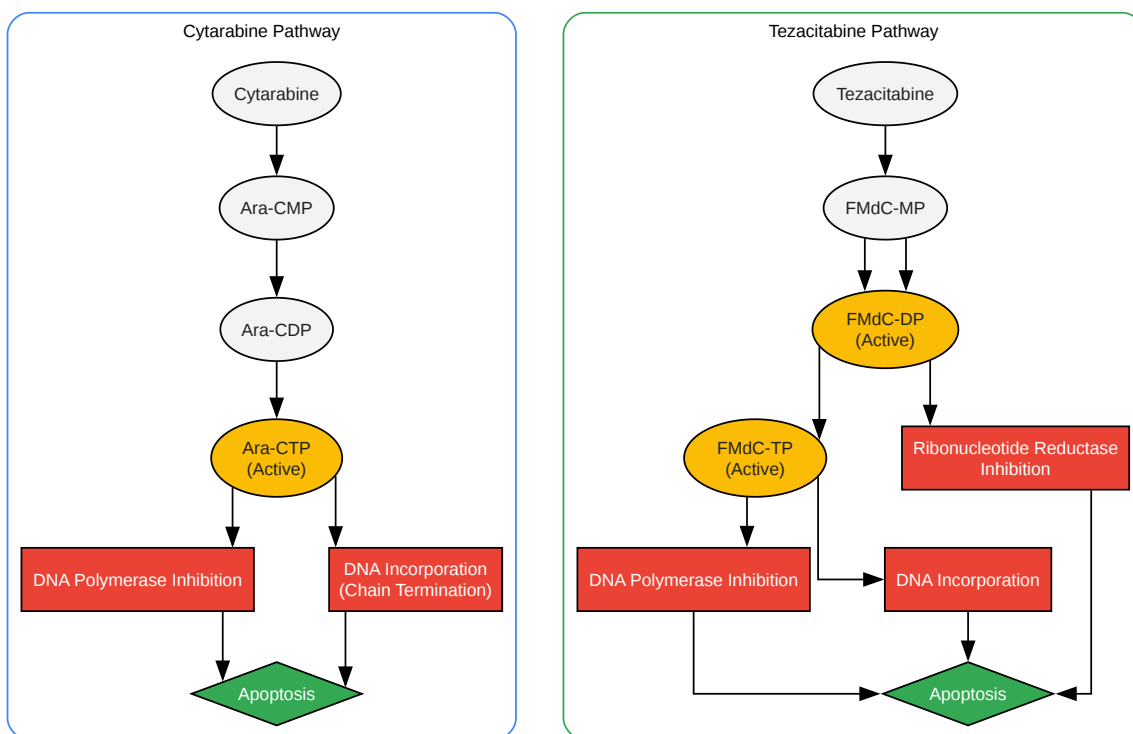 Cytarabine Pathway
Cytarabine
Ara-CMP
Ara-CDP
Ara-CTP
(Active)
DNA Polymerase Inhibition
DNA Incorporation
(Chain Termination)
Apoptosis
Tezacitabine Pathway
Tezacitabine
FMdC-MP
FMdC-DP
(Active)
FMdC-TP
(Active)
Ribonucleotide Reductase
Inhibition
DNA Polymerase Inhibition
DNA Incorporation
Apoptosis